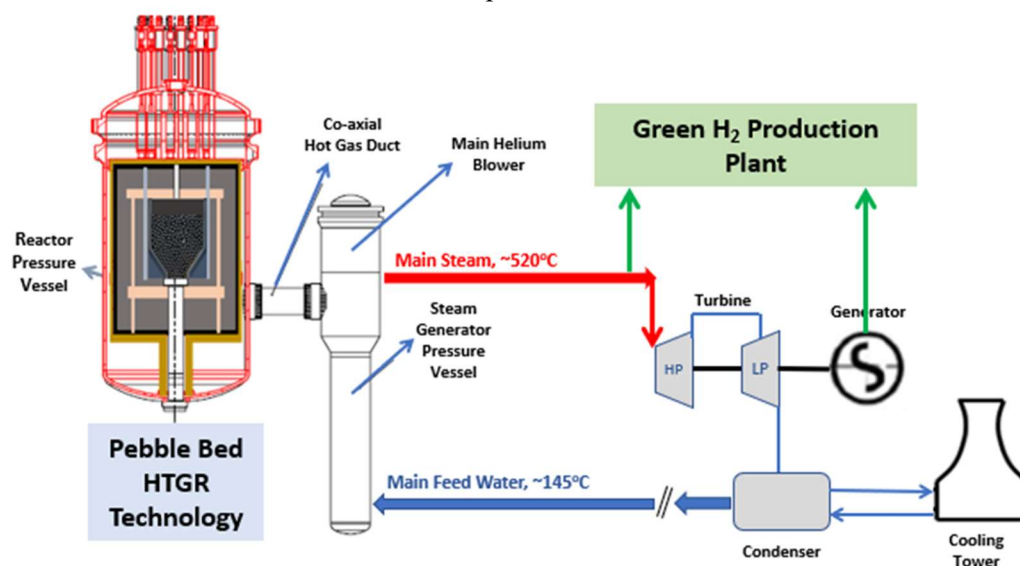 Co-axial
Hot Gas Duct
Main Helium
Blower
Green H₂ Production
Plant
Reactor
Pressure
Vessel
Main Steam, ~520°C
Steam
Generator
Pressure
Vessel
Turbine
Generator
HP
LP
Pebble Bed
HTGR
Technology
Main Feed Water, ~145°C
Condenser
Cooling
Tower